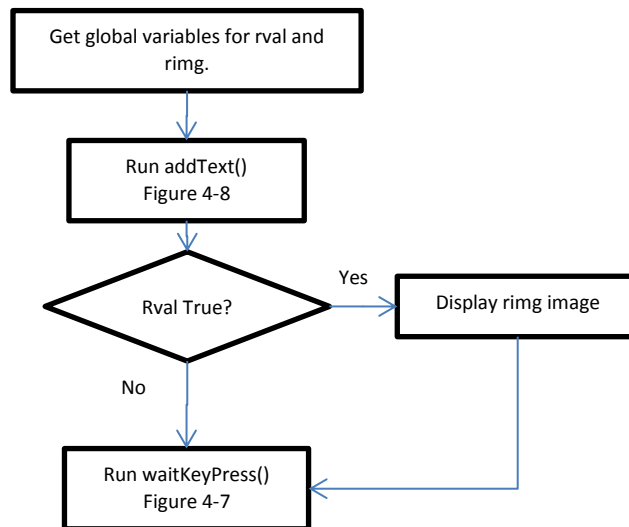 Get global variables for rval and
rimg.
Run addText()
Figure 4-8
Rval True?
Yes
Display rimg image
No
Run waitKeyPress()
Figure 4-7